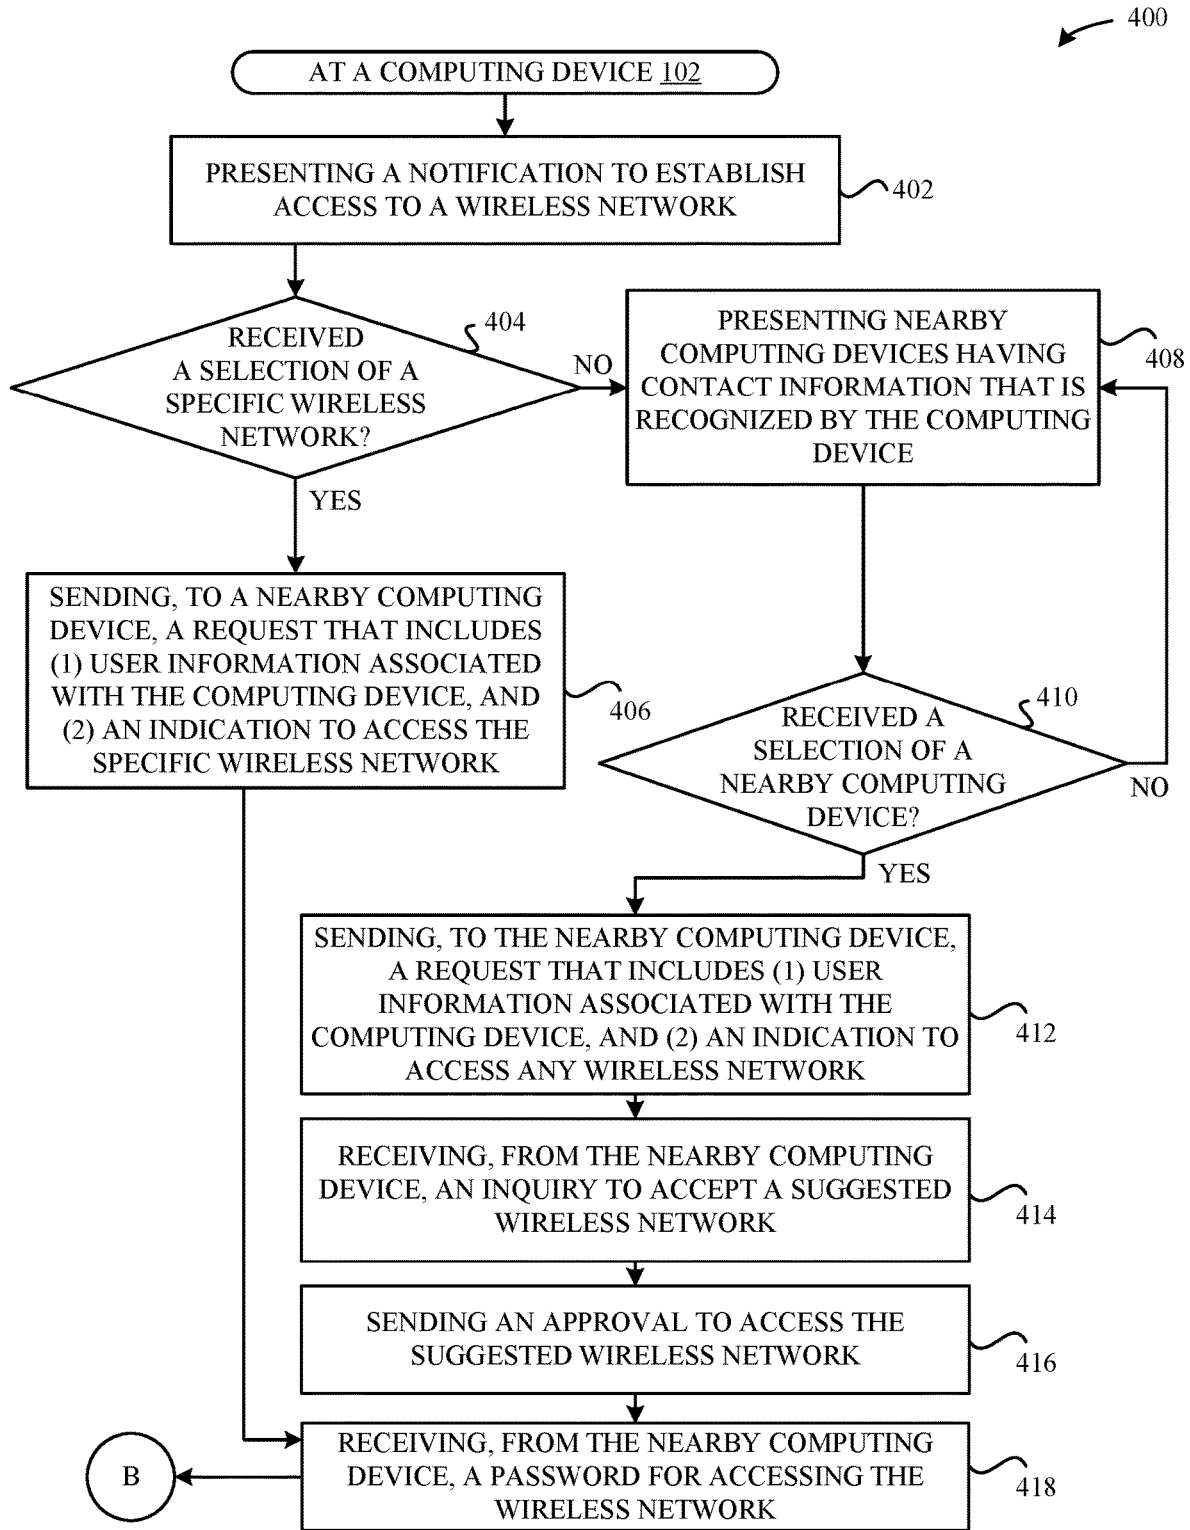 400
AT A COMPUTING DEVICE 102
PRESENTING A NOTIFICATION TO ESTABLISH
ACCESS TO A WIRELESS NETWORK
402
RECEIVED
A SELECTION OF A
SPECIFIC WIRELESS
NETWORK?
404
NO
YES
PRESENTING NEARBY
COMPUTING DEVICES HAVING
CONTACT INFORMATION THAT IS
RECOGNIZED BY THE COMPUTING
DEVICE
408
SENDING, TO A NEARBY COMPUTING
DEVICE, A REQUEST THAT INCLUDES
(1) USER INFORMATION ASSOCIATED
WITH THE COMPUTING DEVICE, AND
(2) AN INDICATION TO ACCESS THE
SPECIFIC WIRELESS NETWORK
406
RECEIVED A
SELECTION OF A
NEARBY COMPUTING
DEVICE?
410
NO
YES
SENDING, TO THE NEARBY COMPUTING DEVICE,
A REQUEST THAT INCLUDES (1) USER
INFORMATION ASSOCIATED WITH THE
COMPUTING DEVICE, AND (2) AN INDICATION TO
ACCESS ANY WIRELESS NETWORK
412
RECEIVING, FROM THE NEARBY COMPUTING
DEVICE, AN INQUIRY TO ACCEPT A SUGGESTED
WIRELESS NETWORK
414
SENDING AN APPROVAL TO ACCESS THE
SUGGESTED WIRELESS NETWORK
416
RECEIVING, FROM THE NEARBY COMPUTING
DEVICE, A PASSWORD FOR ACCESSING THE
WIRELESS NETWORK
418
B